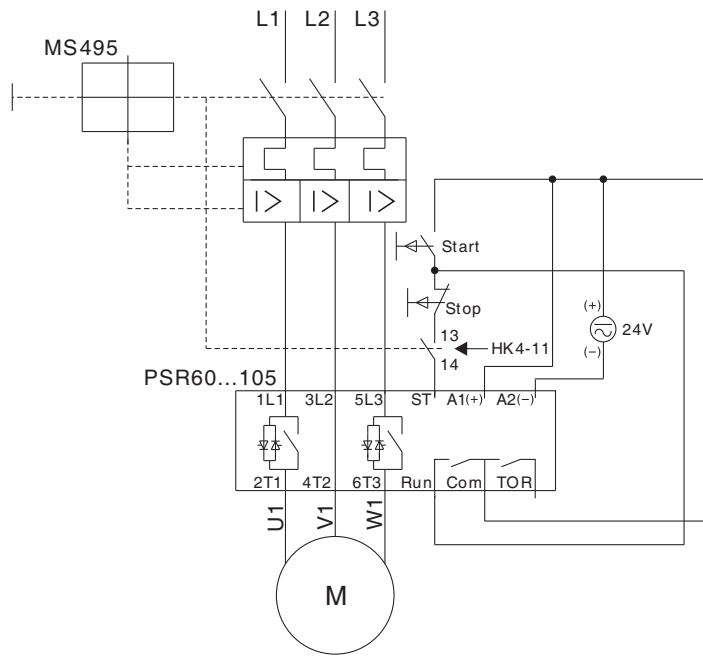 L1 L2 L3
MS495
Start
Stop
(+)
24V
(-)
13
HK4-11
14
PSR60...105
1L1 3L2 5L3 ST A1(+) A2(-)
2T1 4T2 6T3 Run Com TOR
U1 V1 W1
M